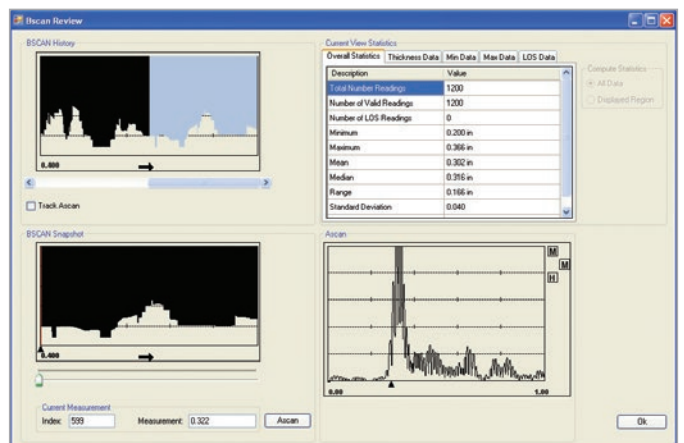 Bscan Review
BSCAN History
0.400
Track Ascan
Current View Statistics
Overall Statistics Thickness Data Min Data Max Data LOS Data
Description Value
Total Number Readings 1200
Number of Valid Readings 1200
Number of LOS Readings 0
Minimum 0.200 in
Maximum 0.366 in
Mean 0.302 in
Median 0.316 in
Range 0.166 in
Standard Deviation 0.040
Compute Statistics
All Data
Displayed Region
BSCAN Snapshot
0.400
Current Measurement
Index: 599 Measurement: 0.322 Ascan
Ascan
M
M
H
0.00 1.00
Ok